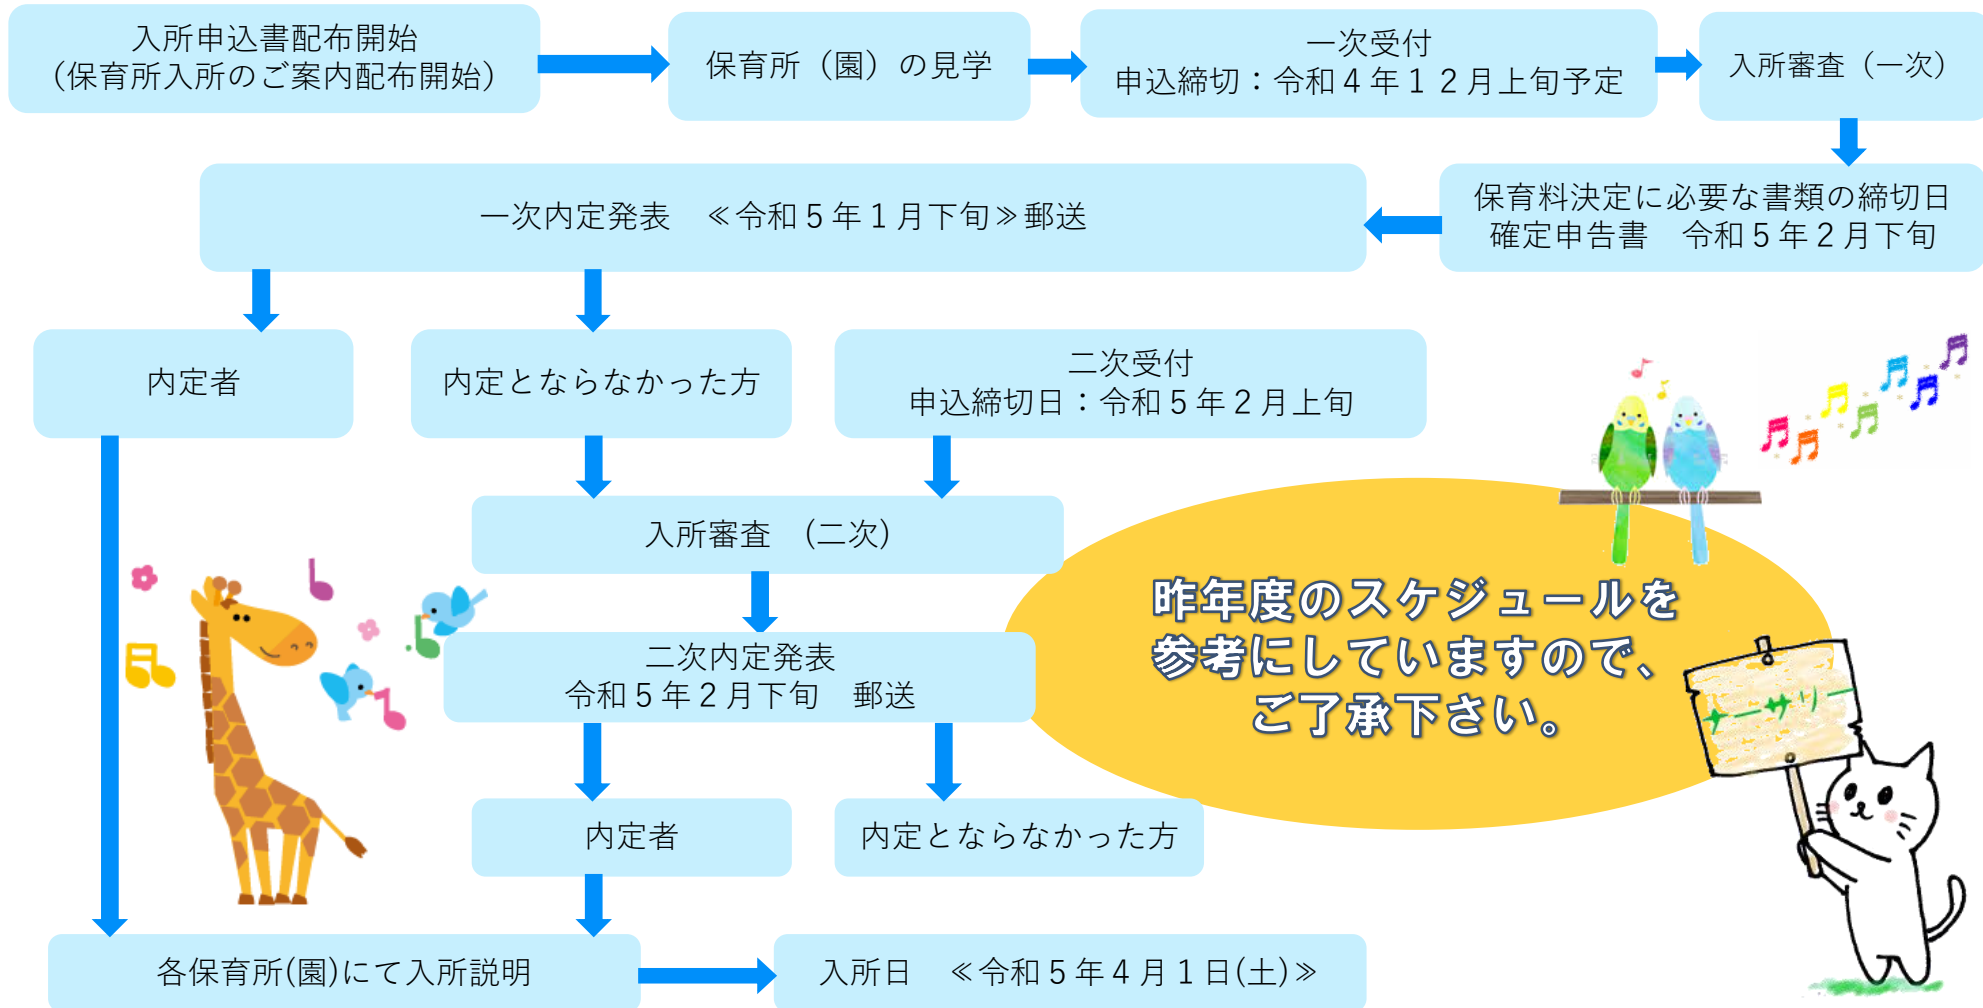 入所申込書配布開始
(保育所入所のご案内配布開始)
保育所（園）の見学
一次受付
申込締切：令和４年１２月上旬予定
入所審査（一次）
保育料決定に必要な書類の締切日
確定申告書　令和５年２月下旬
一次内定発表　≪令和５年１月下旬≫郵送
内定者
内定とならなかった方
二次受付
申込締切日：令和５年２月上旬
入所審査　(二次)
二次内定発表
令和５年２月下旬　郵送
昨年度のスケジュールを
参考にしていますので、
ご了承下さい。
ナーサリー
内定者
内定とならなかった方
各保育所(園)にて入所説明
入所日　≪令和５年４月１日(土)≫